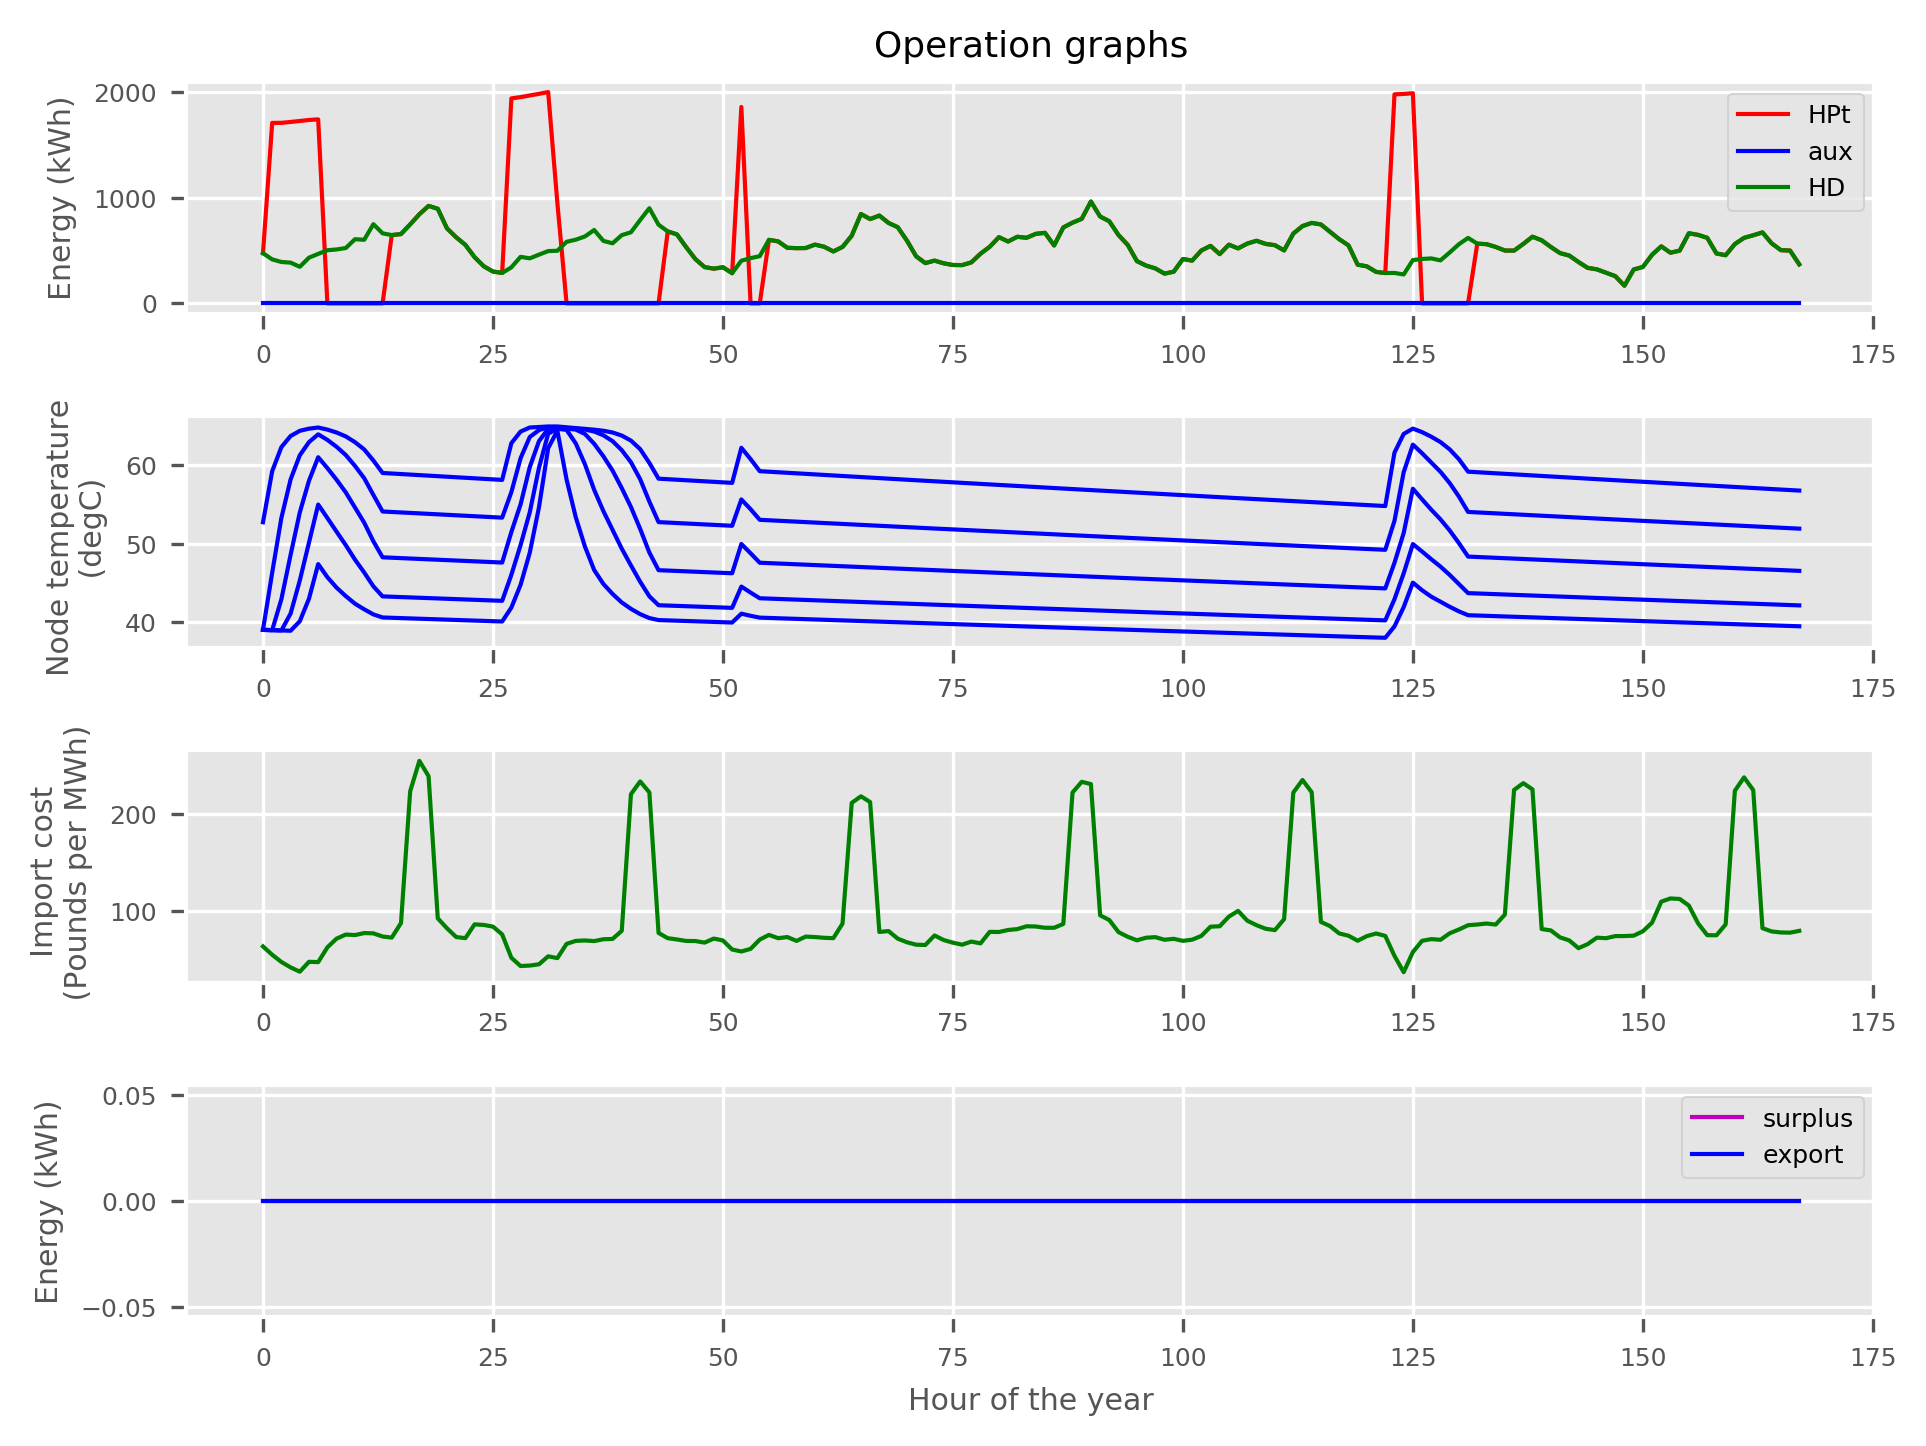 Operation graphs
Energy (kWh)
2000
1000
0
HPt
aux
HD
0 25 50 75 100 125 150 175
Node temperature
(degC)
60
50
40
0 25 50 75 100 125 150 175
Import cost
(Pounds per MWh)
200
100
0 25 50 75 100 125 150 175
Energy (kWh)
0.05
0.00
−0.05
surplus
export
0 25 50 75 100 125 150 175
Hour of the year